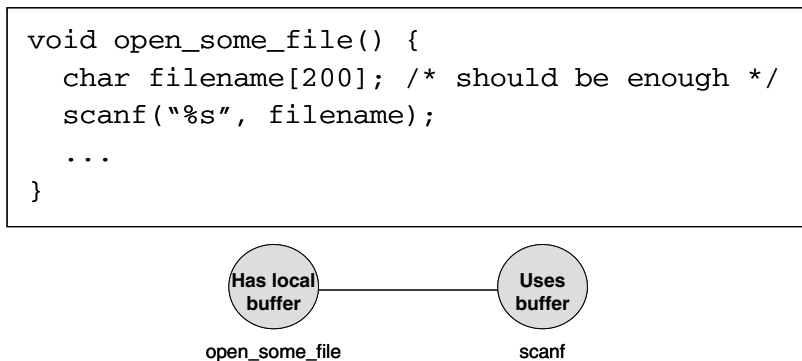 void open_some_file() {
  char filename[200]; /* should be enough */
  scanf(“%s”, filename);
  ...
}
Has local
buffer
Uses
buffer
open_some_file
scanf